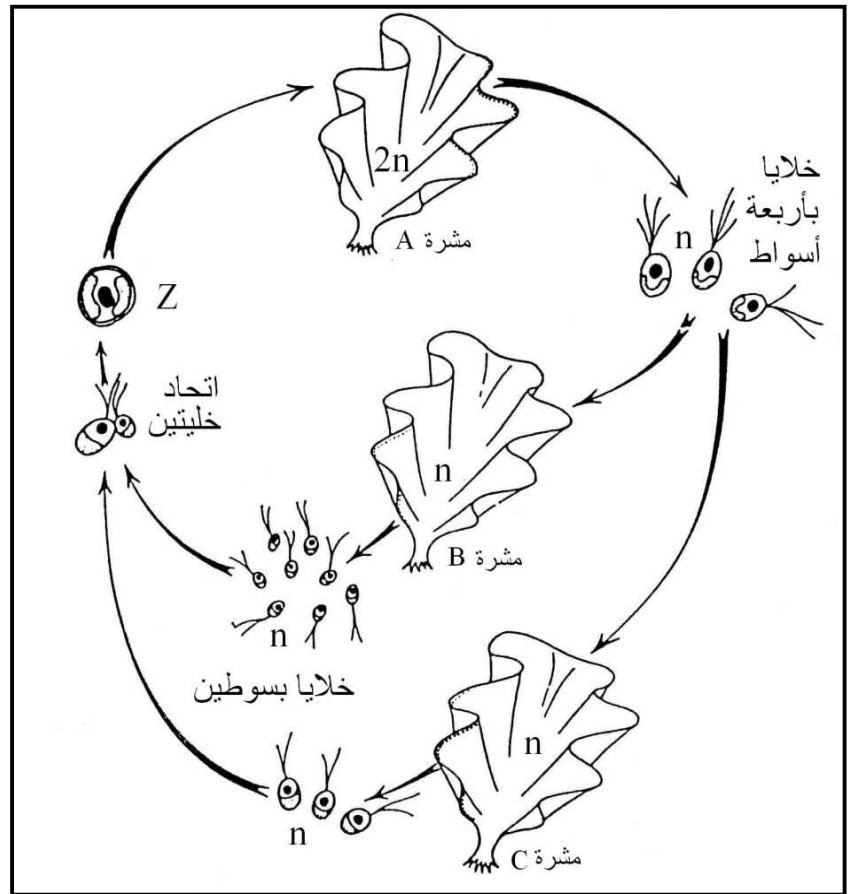 2n
مشرة A
خلايا
بأربعة
أسواط
n
Z
اتحاد
خليتين
n
مشرة B
n
خلايا بسوطين
n
مشرة C
n